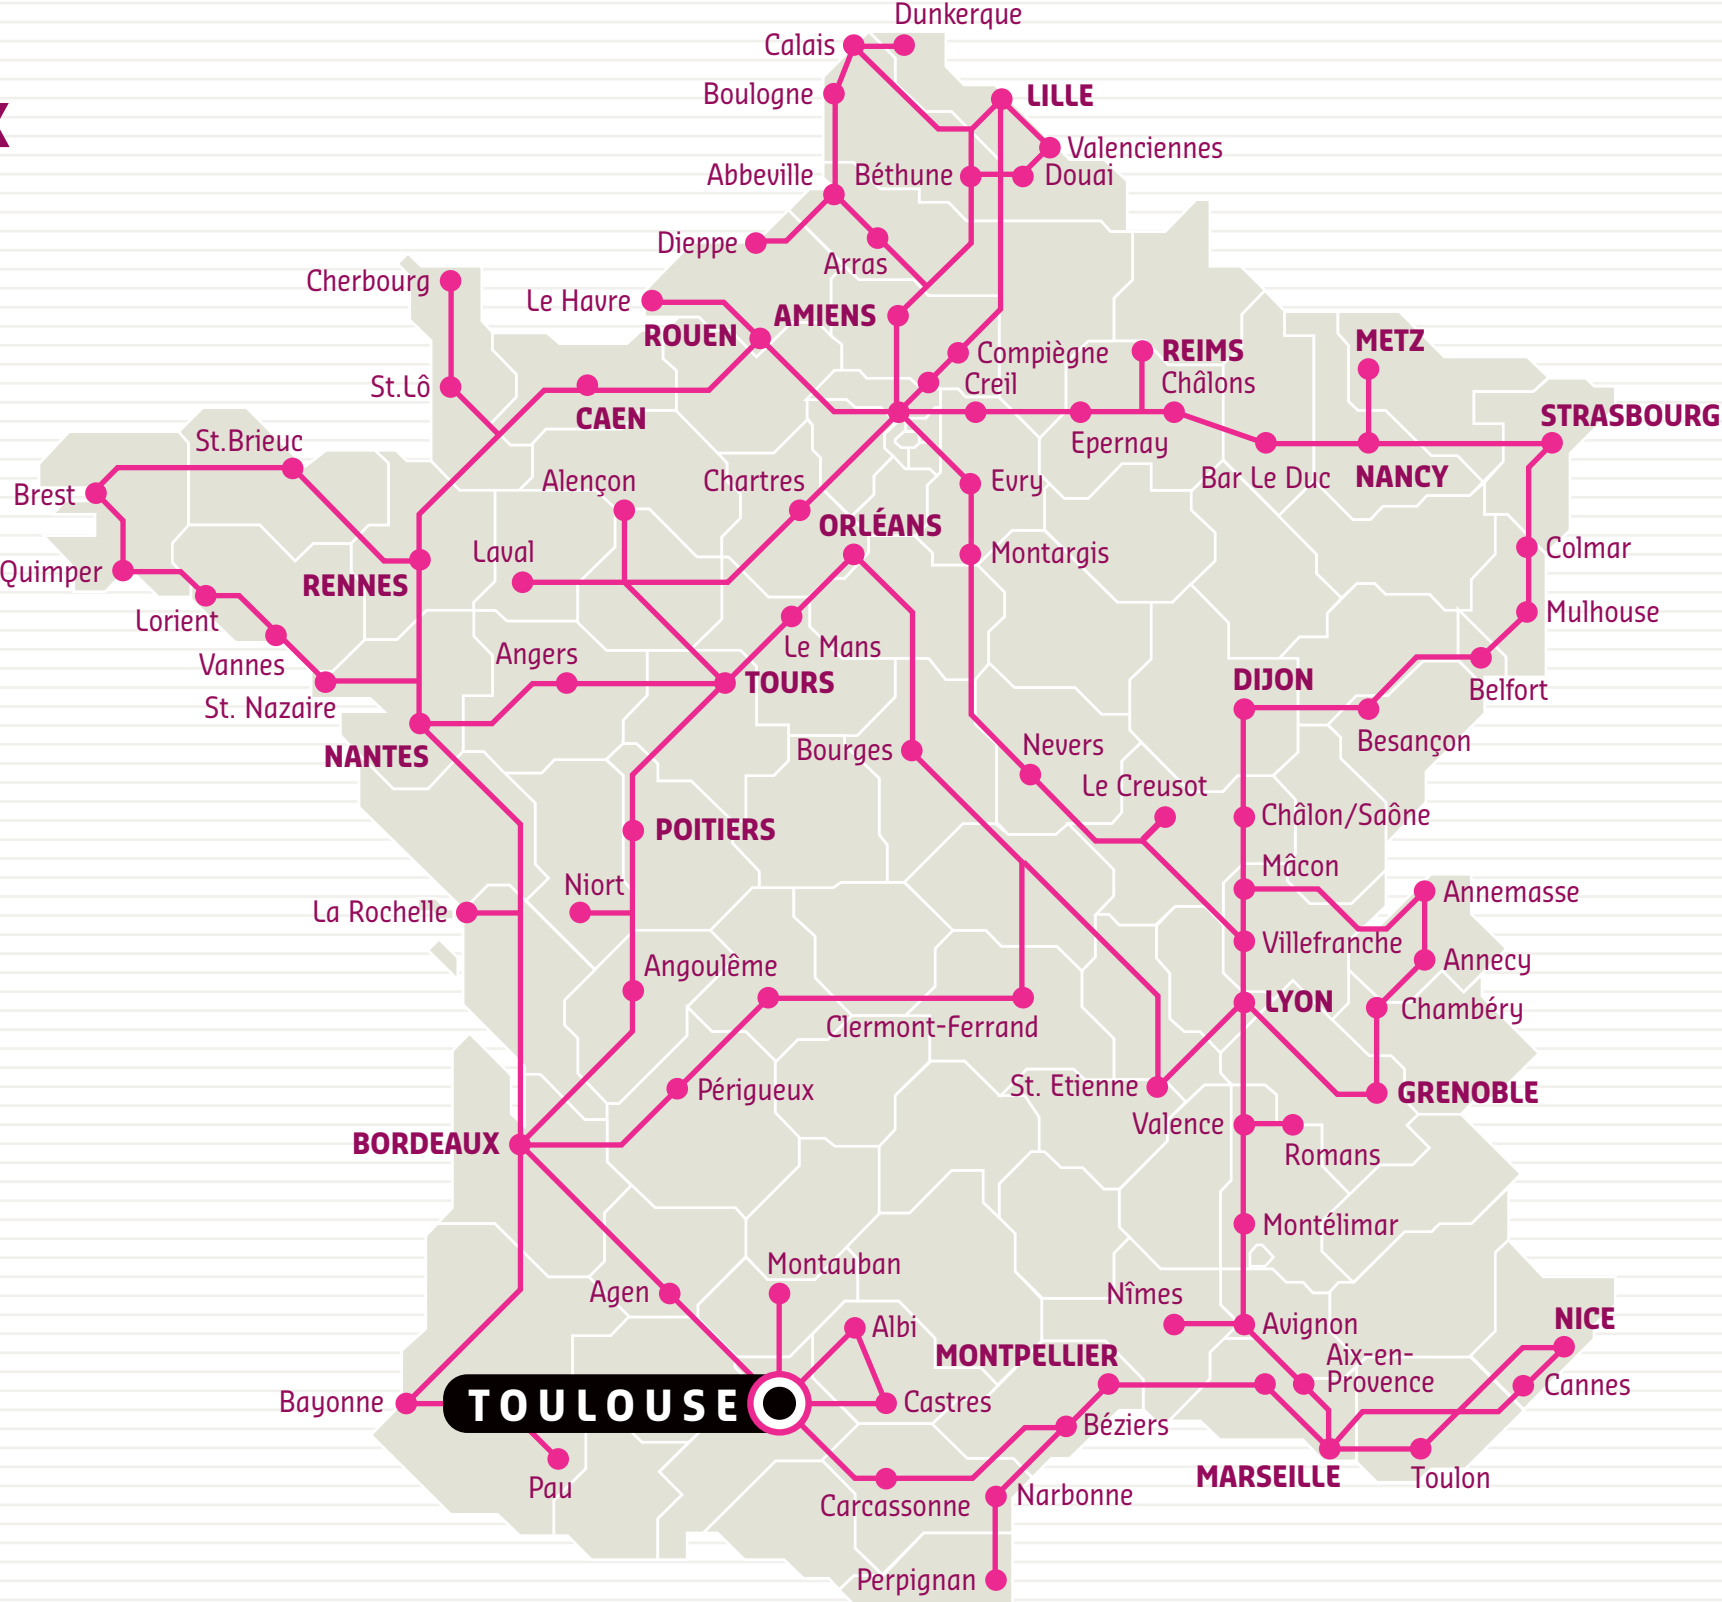 Dunkerque
Calais
Boulogne
LILLE
Valenciennes
Abbeville
Béthune
Douai
Dieppe
Arras
Cherbourg
Le Havre
AMIENS
ROUEN
Compiègne
REIMS
METZ
St.Lô
Creil
Châlons
CAEN
STRASBOURG
St.Brieuc
Epernay
Alençon
Chartres
Evry
Bar Le Duc
NANCY
Brest
ORLÉANS
Laval
Montargis
Colmar
Quimper
RENNES
Lorient
Mulhouse
Vannes
Angers
Le Mans
St. Nazaire
TOURS
DIJON
Belfort
NANTES
Bourges
Nevers
Besançon
Le Creusot
POITIERS
Châlon/Saône
Mâcon
Niort
Annemasse
La Rochelle
Villefranche
Angoulême
Annecy
LYON
Chambéry
Clermont-Ferrand
Périgueux
St. Etienne
GRENOBLE
Valence
BORDEAUX
Romans
Montélimar
Montauban
Agen
Nîmes
Albi
Avignon
NICE
MONTPELLIER
Aix-en-
Provence
Cannes
Bayonne
TOULOUSE
Castres
Béziers
MARSEILLE
Toulon
Pau
Carcassonne
Narbonne
Perpignan